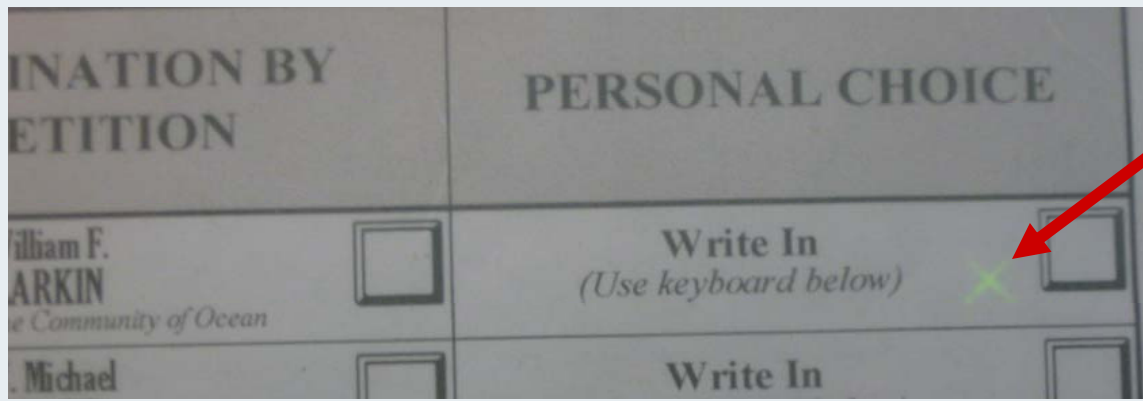 INATION BY
ETITION
PERSONAL CHOICE
illiam F.
ARKIN
e Community of Ocean
Write In
(Use keyboard below)
. Michael
Write In